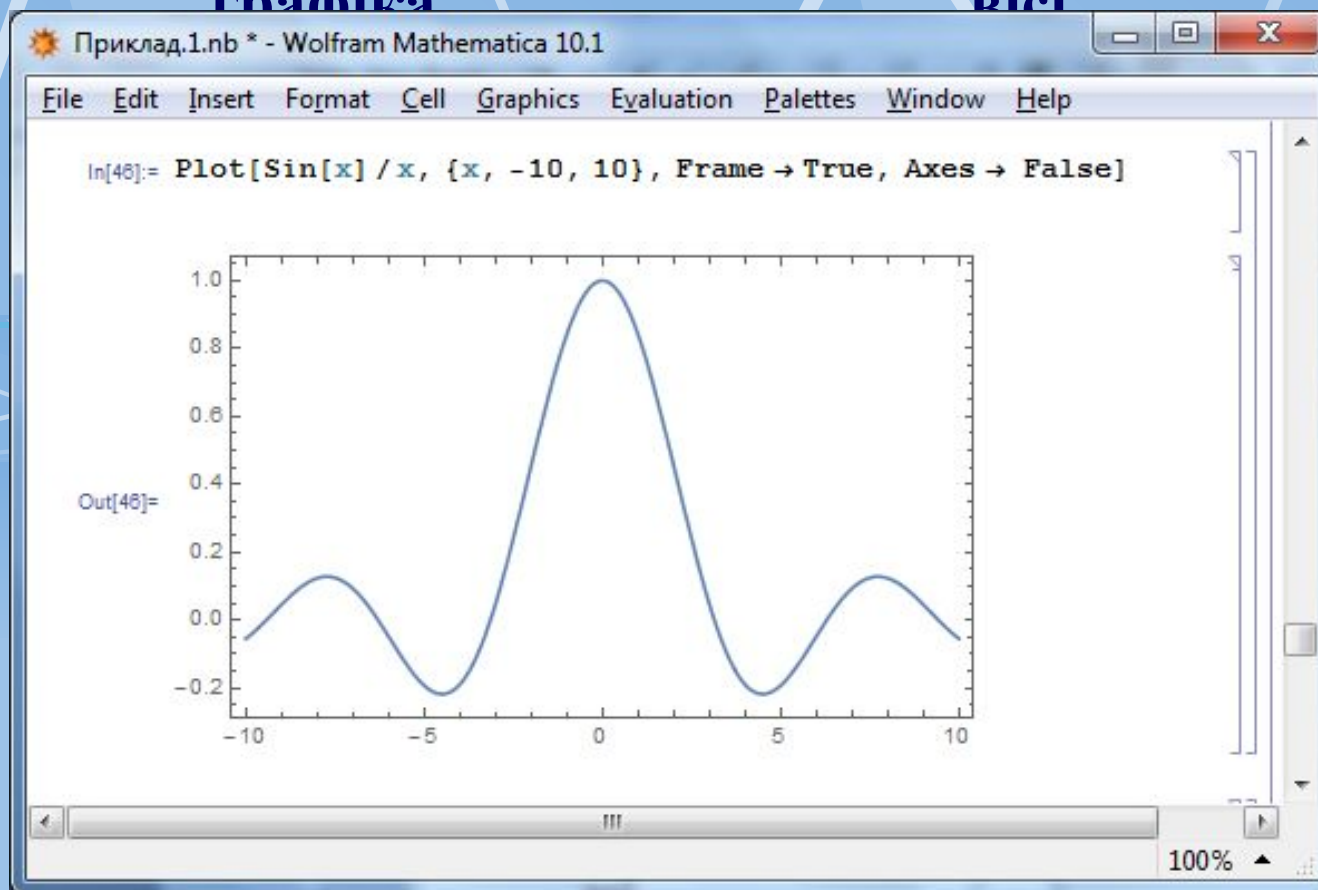 Графіка
вісі
Приклад.1.nb * - Wolfram Mathematica 10.1
File Edit Insert Format Cell Graphics Evaluation Palettes Window Help
In[46]:= Plot[Sin[x] / x, {x, -10, 10}, Frame → True, Axes → False]
1.0
0.8
0.6
0.4
Out[46]=
0.2
0.0
-0.2
-10 -5 0 5 10
100%